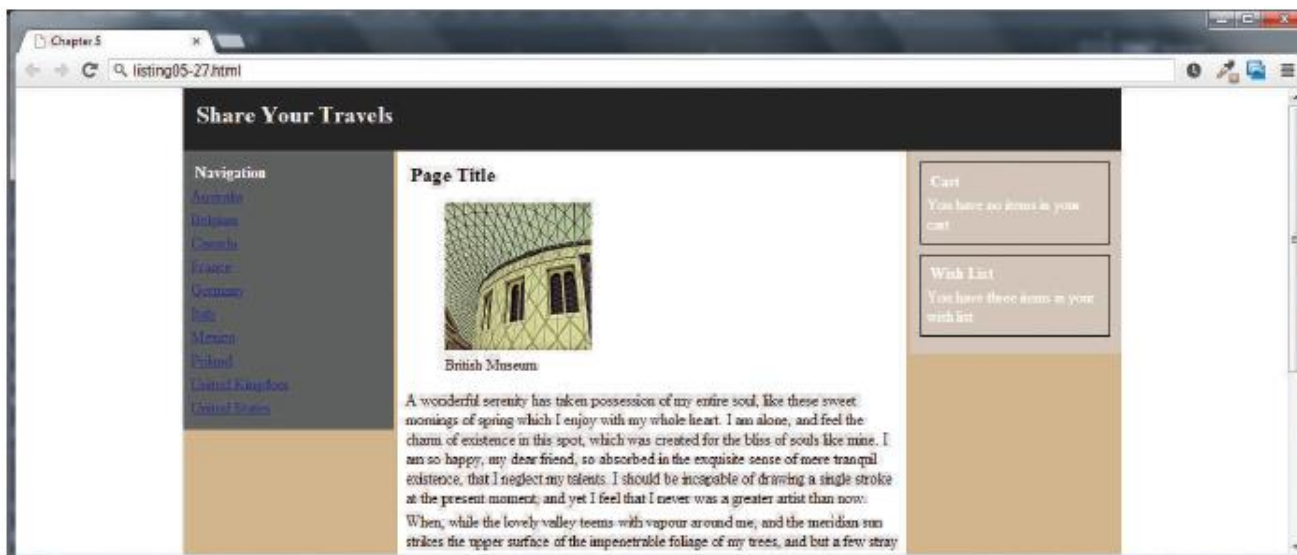 Chapter 5
listing05-27.html
Share Your Travels
Navigation
Australia
Belgium
Canada
France
Germany
Italy
Mexico
Poland
United Kingdom
United States
Page Title
British Museum
A wonderful serenity has taken possession of my entire soul, like these sweet
mornings of spring which I enjoy with my whole heart. I am alone, and feel the
charm of existence in this spot, which was created for the bliss of souls like mine. I
am so happy, my dear friend, so absorbed in the exquisite sense of mere tranquil
existence, that I neglect my talents. I should be incapable of drawing a single stroke
at the present moment; and yet I feel that I never was a greater artist than now.
When, while the lovely valley teems with vapour around me, and the meridian sun
strikes the upper surface of the impenetrable foliage of my trees, and but a few stray
Cart
You have no items in your
cart
Wish List
You have three items in your
wish list